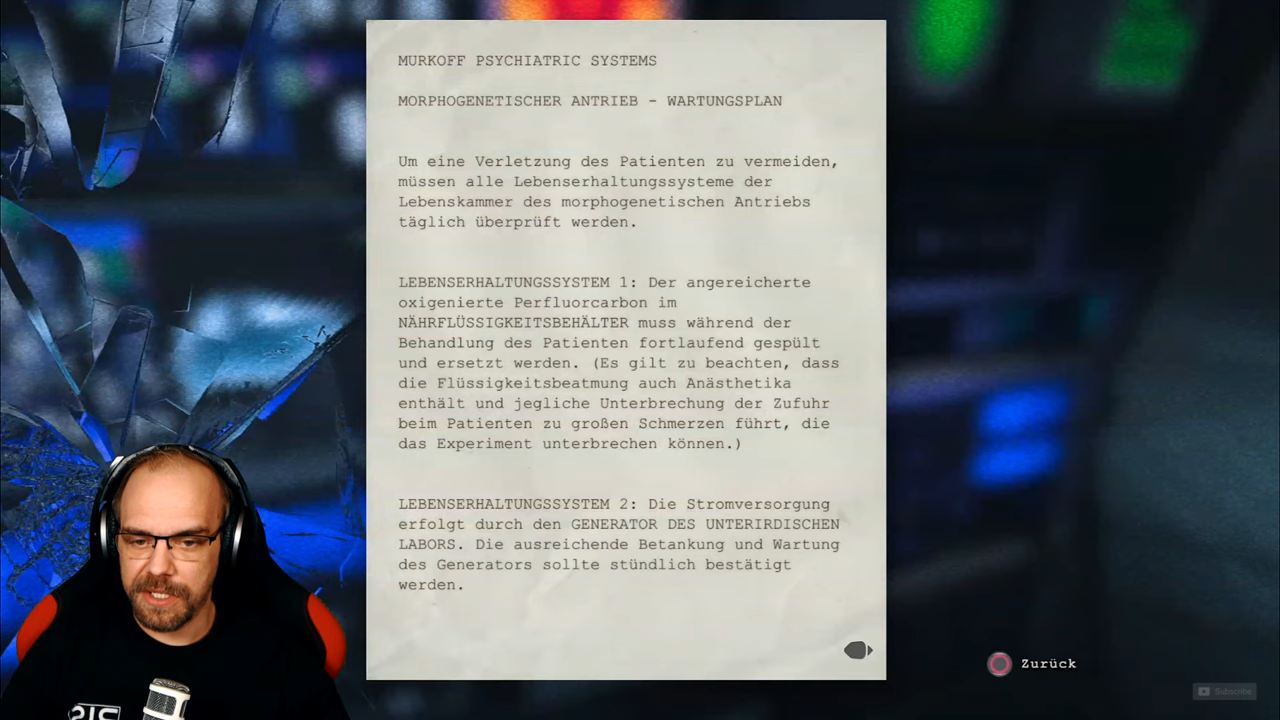 MURKOFF PSYCHIATRIC SYSTEMS
MORPHOGENETISCHER ANTRIEB - WARTUNGSPLAN
Um eine Verletzung des Patienten zu vermeiden,
müssen alle Lebenserhaltungssysteme der
Lebenskammer des morphogenetischen Antriebs
täglich überprüft werden.
LEBENSERHALTUNGSSYSTEM 1: Der angereicherte
oxigenierte Perfluorcarbon im
NÄHRFLÜSSIGKEITSBEHÄLTER muss während der
Behandlung des Patienten fortlaufend gespült
und ersetzt werden. (Es gilt zu beachten, dass
die Flüssigkeitsbeatmung auch Anästhetika
enthält und jegliche Unterbrechung der Zufuhr
beim Patienten zu großen Schmerzen führt, die
das Experiment unterbrechen können.)
LEBENSERHALTUNGSSYSTEM 2: Die Stromversorgung
erfolgt durch den GENERATOR DES UNTERIRDISCHEN
LABORS. Die ausreichende Betankung und Wartung
des Generators sollte stündlich bestätigt
werden.
Zurück
Subscribe